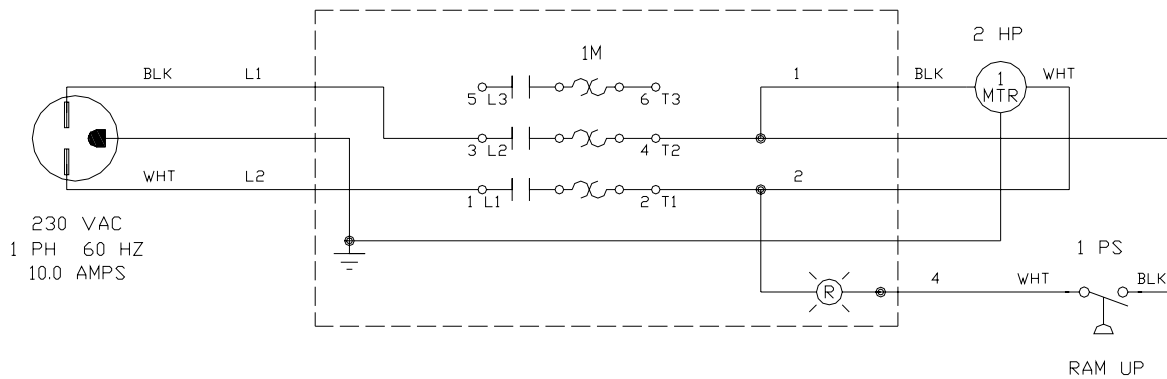 2 HP
1M
BLK L1 1 BLK 1 MTR WHT
5 L3 6 T3
3 L2 4 T2
WHT L2 2
1 L1 2 T1
230 VAC
1 PH 60 HZ
10.0 AMPS
1 PS
R 4 WHT BLK
RAM UP